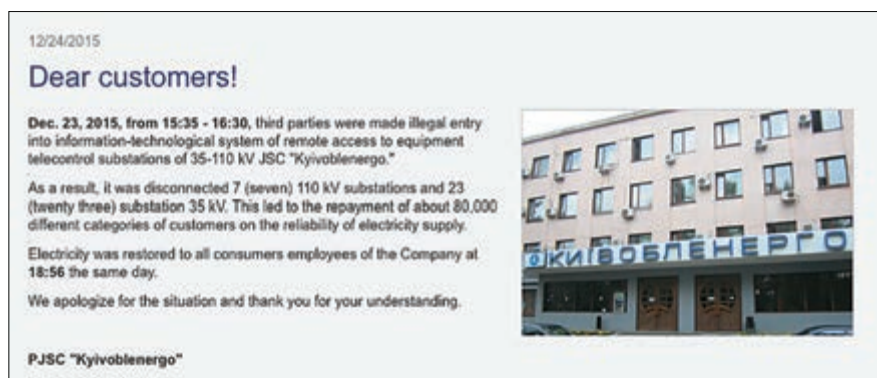 12/24/2015
Dear customers!
Dec. 23, 2015, from 15:35 - 16:30, third parties were made illegal entry
into information-technological system of remote access to equipment
telecontrol substations of 35-110 kV JSC "Kyivoblenergo."
As a result, it was disconnected 7 (seven) 110 kV substations and 23
(twenty three) substation 35 kV. This led to the repayment of about 80,000
different categories of customers on the reliability of electricity supply.
Electricity was restored to all consumers employees of the Company at
18:56 the same day.
We apologize for the situation and thank you for your understanding.
PJSC "Kyivoblenergo"
КИЇВОБЛЕНЕРГО